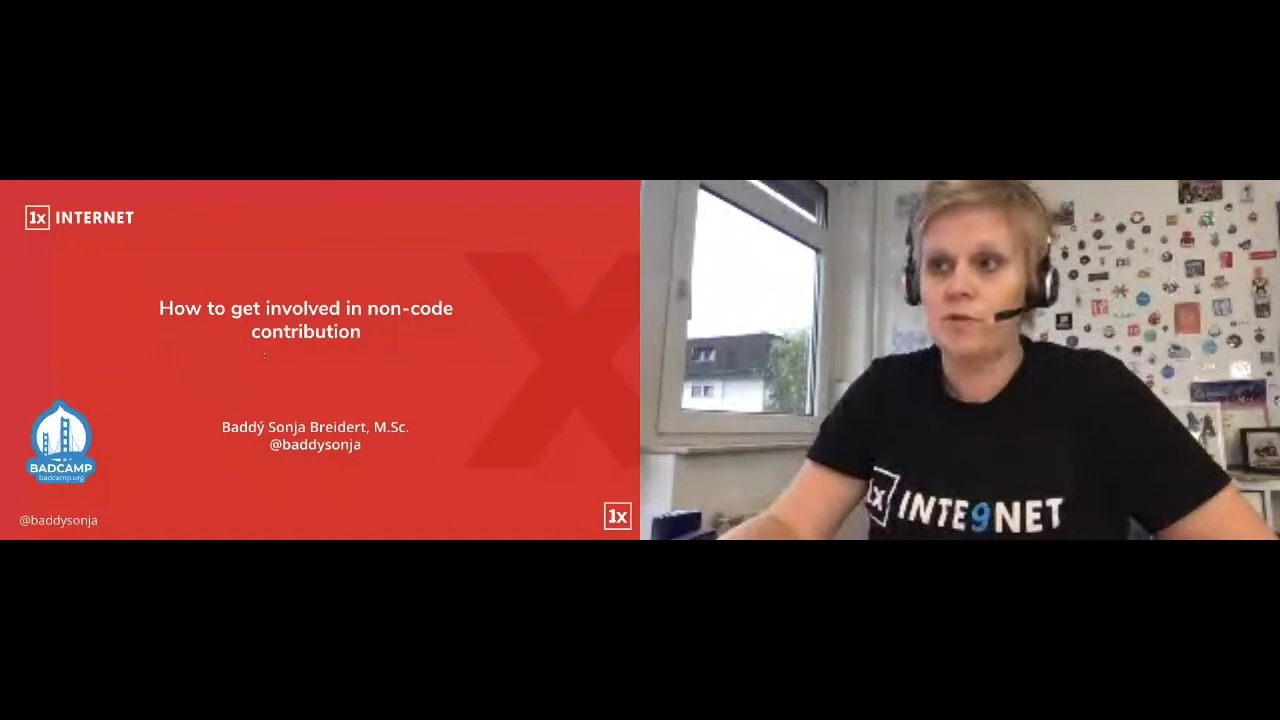 1x INTERNET
How to get involved in non-code
contribution
Baddý Sonja Breidert, M.Sc.
@baddysonja
BADCAMP
badcamp.org
@baddysonja
1x
1x INTE9NET